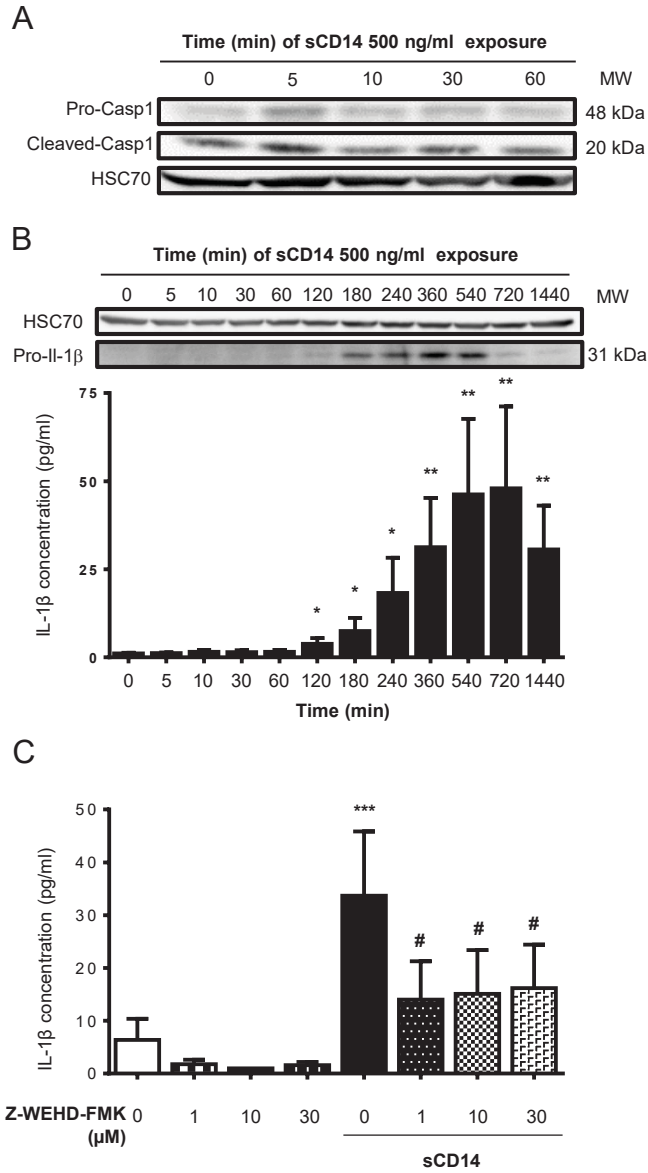 A
Time (min) of sCD14 500 ng/ml exposure
0 5 10 30 60 MW
Pro-Casp1 48 kDa
Cleaved-Casp1 20 kDa
HSC70
B
Time (min) of sCD14 500 ng/ml exposure
0 5 10 30 60 120 180 240 360 540 720 1440 MW
HSC70
Pro-Il-1β 31 kDa
75
50
25
0
IL-1β concentration (pg/ml)
* * * ** ** ** **
0 5 10 30 60 120 180 240 360 540 720 1440
Time (min)
C
50
40
30
20
10
0
IL-1β concentration (pg/ml)
*** # # #
Z-WEHD-FMK 0 1 10 30 0 1 10 30
(µM)
sCD14